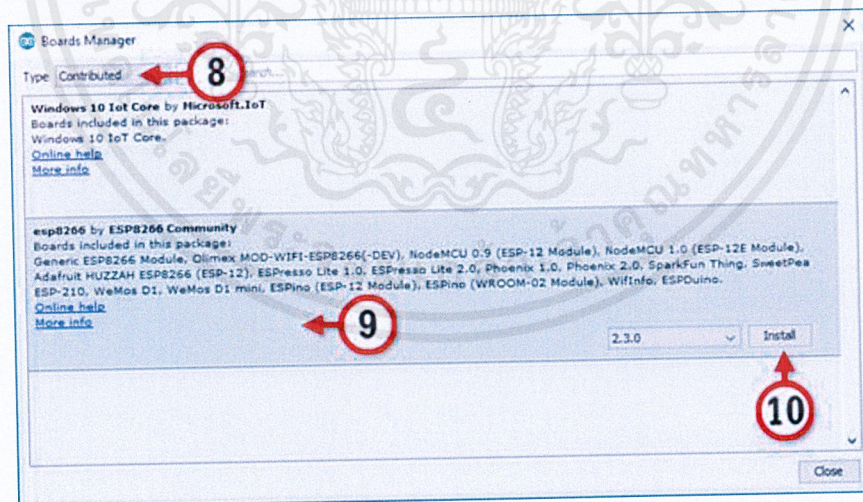 Boards Manager
Type Contributed
8
Windows 10 Iot Core by Microsoft.IoT
Boards included in this package:
Windows 10 IoT Core.
Online help
More info
esp8266 by ESP8266 Community
Boards included in this package:
Generic ESP8266 Module, Olimex MOD-WIFI-ESP8266(-DEV), NodeMCU 0.9 (ESP-12 Module), NodeMCU 1.0 (ESP-12E Module),
Adafruit HUZZAH ESP8266 (ESP-12), ESPresso Lite 1.0, ESPresso Lite 2.0, Phoenix 1.0, Phoenix 2.0, SparkFun Thing, SweetPea
ESP-210, WeMos D1, WeMos D1 mini, ESPino (ESP-12 Module), ESPino (WROOM-02 Module), WifInfo, ESPDuino.
Online help
More info
9
2.3.0
Install
10
Close